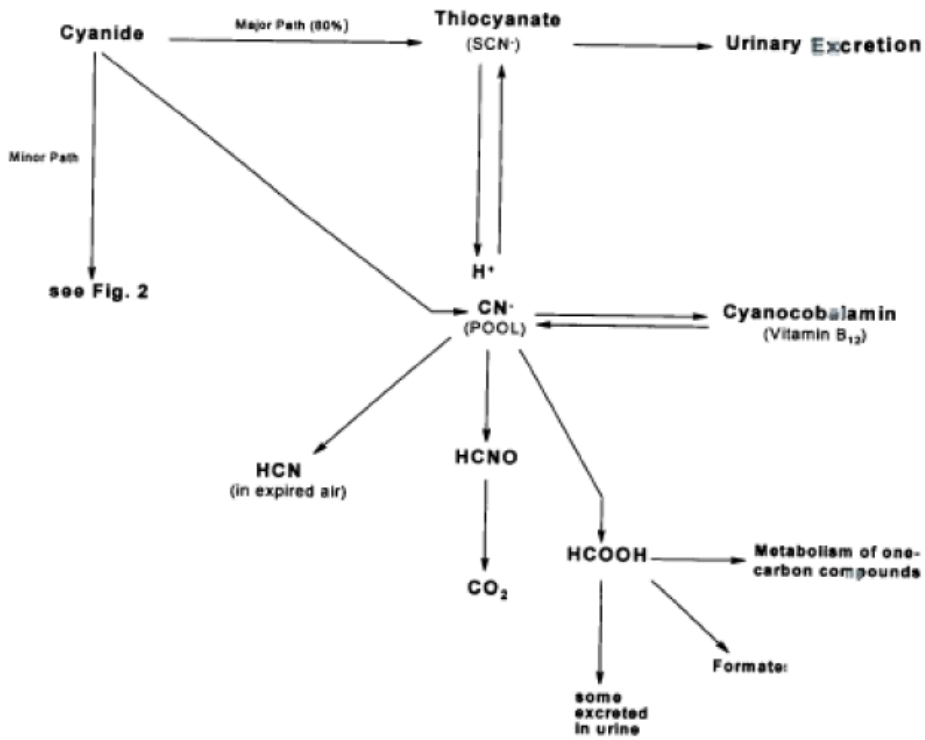 Cyanide
Major Path (80%)
Thiocyanate
(SCN-)
Urinary Excretion
Minor Path
see Fig. 2
H+
CN-
(POOL)
Cyanocobalamin
(Vitamin B12)
HCN
(in expired air)
HCNO
CO2
HCOOH
Metabolism of one-
carbon compounds
Formates
some
excreted
in urine